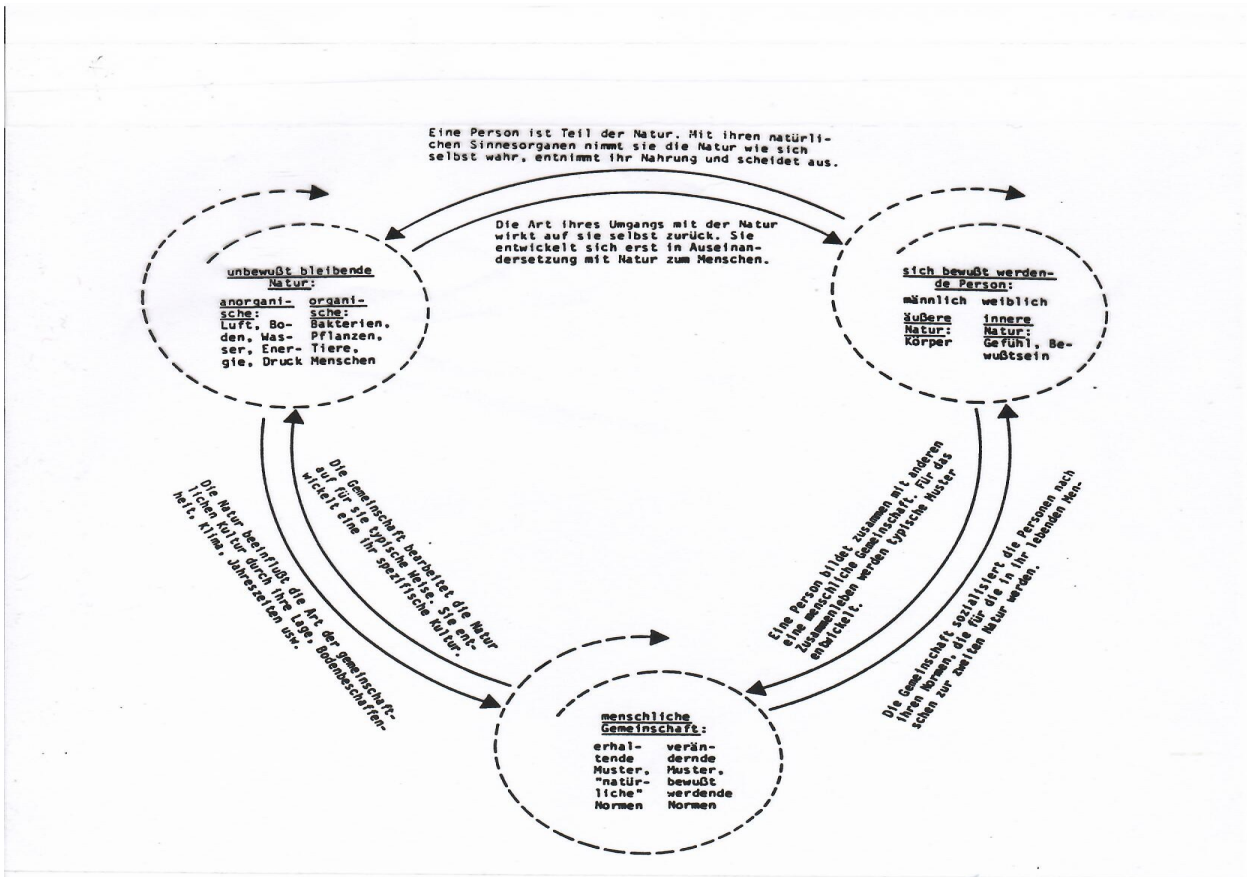 Eine Person ist Teil der Natur. Mit ihren natürli-
chen Sinnesorganen nimmt sie die Natur wie sich
selbst wahr, entnimmt ihr Nahrung und scheidet aus.
Die Art ihres Umgangs mit der Natur
wirkt auf sie selbst zurück. Sie
entwickelt sich erst in Auseinan-
dersetzung mit Natur zum Menschen.
unbewußt bleibende
Natur:
anorgani-
sche:
Luft, Bo-
den, Was-
ser, Ener-
gie, Druck
organi-
sche:
Bakterien,
Pflanzen,
Tiere,
Menschen
sich bewußt werden-
de Person:
männlich weiblich
äußere
Natur:
Körper
innere
Natur:
Gefühl, Be-
wußtsein
Die Natur beeinflußt die Art der gemeinschaft-
lichen Kultur durch ihre Lage, Bodenbeschaffen-
heit, Klima, Jahreszeiten usw.
Die Gemeinschaft bearbeitet die Natur
auf für sie typische Weise. Sie ent-
wickelt eine ihr spezifische Kultur.
Eine Person bildet zusammen mit anderen
eine menschliche Gemeinschaft. Für das
Zusammenleben werden typische Muster
entwickelt.
Die Gemeinschaft sozialisiert die Personen nach
ihren Normen, die für die in ihr lebenden Men-
schen zur zweiten Natur werden.
menschliche
Gemeinschaft:
erhal-
tende
Muster,
"natür-
liche"
Normen
verän-
dernde
Muster,
bewußt
werdende
Normen